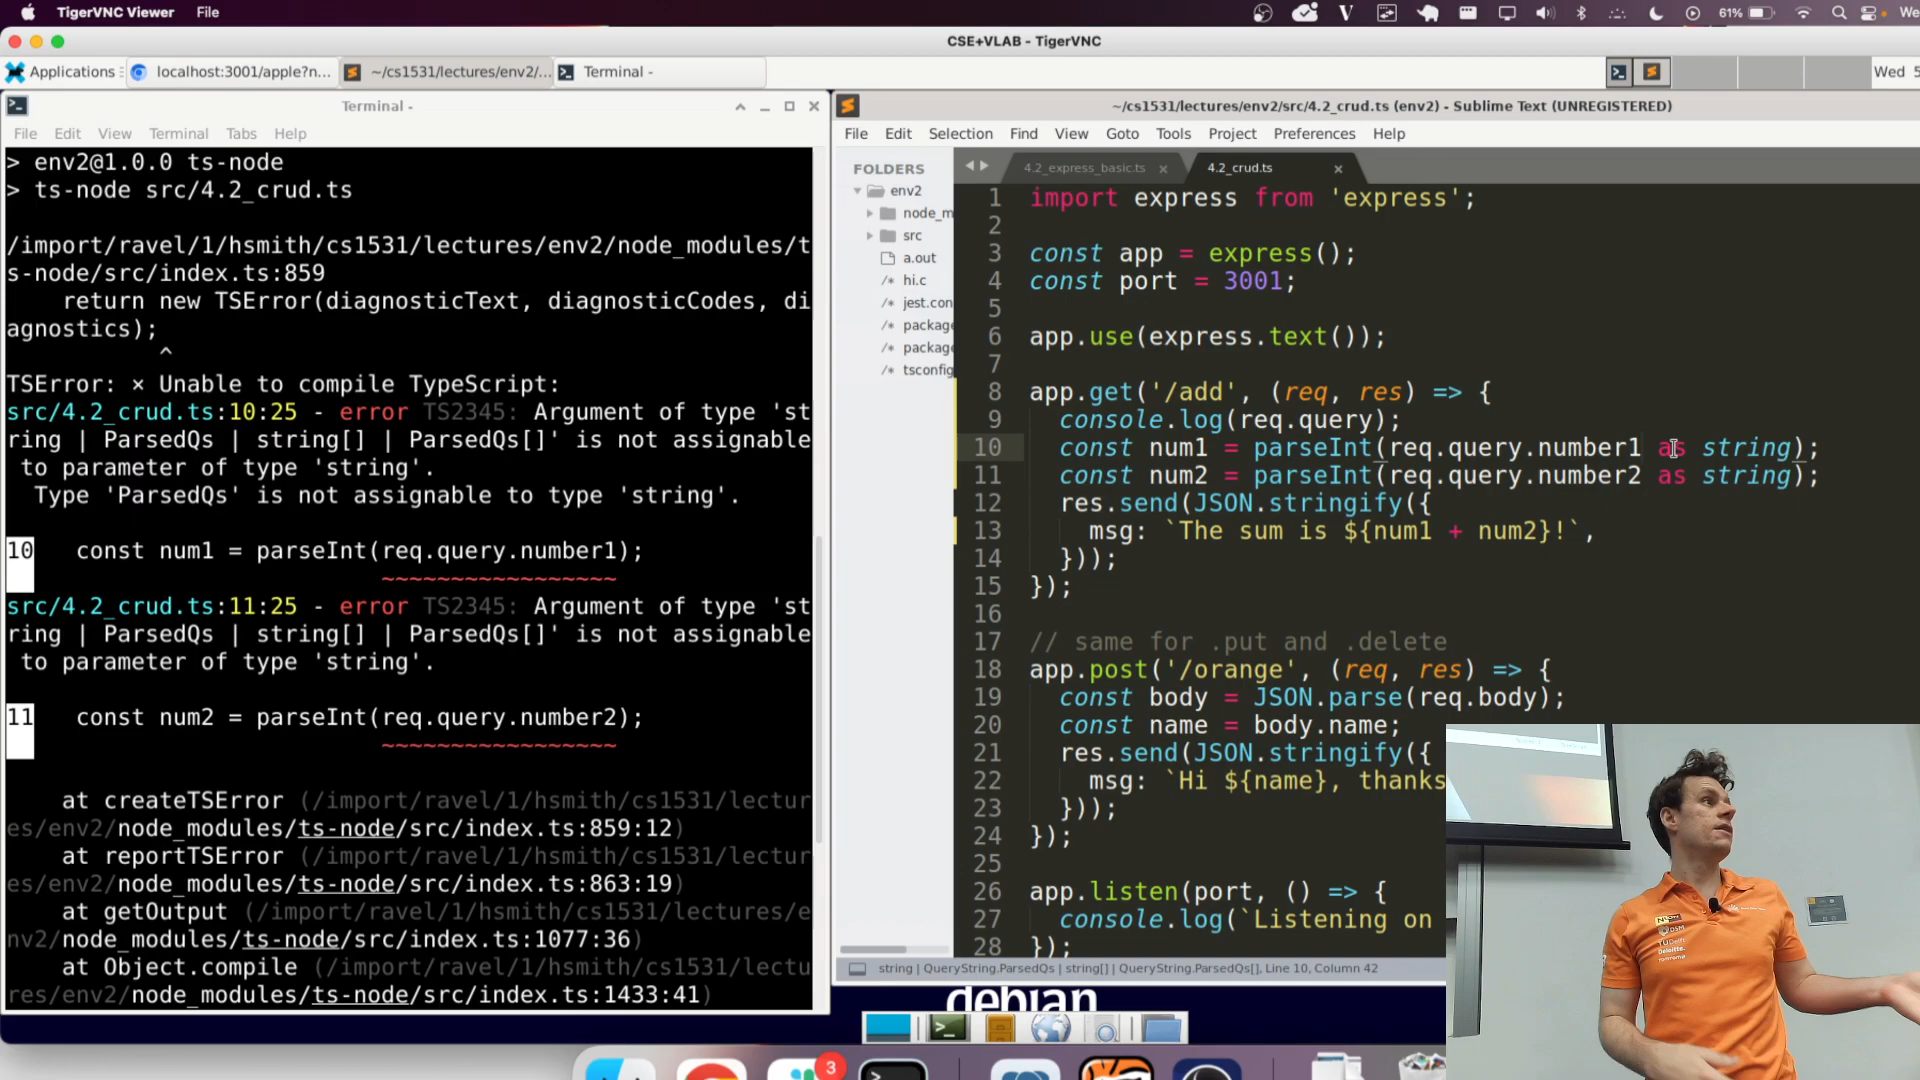 TigerVNC Viewer File
61%
We
CSE+VLAB - TigerVNC
Applications
localhost:3001/apple?n...
~/cs1531/lectures/env2/...
Terminal -
Wed 5
Terminal -
File Edit View Terminal Tabs Help
> env2@1.0.0 ts-node
> ts-node src/4.2_crud.ts
/import/ravel/1/hsmith/cs1531/lectures/env2/node_modules/t
s-node/src/index.ts:859
return new TSError(diagnosticText, diagnosticCodes, di
agnostics);
^
TSError: ⨯ Unable to compile TypeScript:
src/4.2_crud.ts:10:25 - error TS2345: Argument of type 'st
ring | ParsedQs | string[] | ParsedQs[]' is not assignable
to parameter of type 'string'.
Type 'ParsedQs' is not assignable to type 'string'.
10 const num1 = parseInt(req.query.number1);
~~~~~~~~~~~~~~~~~
src/4.2_crud.ts:11:25 - error TS2345: Argument of type 'st
ring | ParsedQs | string[] | ParsedQs[]' is not assignable
to parameter of type 'string'.
11 const num2 = parseInt(req.query.number2);
~~~~~~~~~~~~~~~~~
at createTSError (/import/ravel/1/hsmith/cs1531/lectur
es/env2/node_modules/ts-node/src/index.ts:859:12)
at reportTSError (/import/ravel/1/hsmith/cs1531/lectur
es/env2/node_modules/ts-node/src/index.ts:863:19)
at getOutput (/import/ravel/1/hsmith/cs1531/lectures/e
nv2/node_modules/ts-node/src/index.ts:1077:36)
at Object.compile (/import/ravel/1/hsmith/cs1531/lectu
res/env2/node_modules/ts-node/src/index.ts:1433:41)
~/cs1531/lectures/env2/src/4.2_crud.ts (env2) - Sublime Text (UNREGISTERED)
File Edit Selection Find View Goto Tools Project Preferences Help
FOLDERS
env2
node_m
src
a.out
hi.c
jest.con
package
package
tsconfig
4.2_express_basic.ts
4.2_crud.ts
1 import express from 'express';
2
3 const app = express();
4 const port = 3001;
5
6 app.use(express.text());
7
8 app.get('/add', (req, res) => {
9 console.log(req.query);
10 const num1 = parseInt(req.query.number1 as string);
11 const num2 = parseInt(req.query.number2 as string);
12 res.send(JSON.stringify({
13 msg: `The sum is ${num1 + num2}!`,
14 }));
15 });
16
17 // same for .put and .delete
18 app.post('/orange', (req, res) => {
19 const body = JSON.parse(req.body);
20 const name = body.name;
21 res.send(JSON.stringify({
22 msg: `Hi ${name}, thanks
23 }));
24 });
25
26 app.listen(port, () => {
27 console.log(`Listening on
28 });
string | QueryString.ParsedQs | string[] | QueryString.ParsedQs[], Line 10, Column 42
debian
3